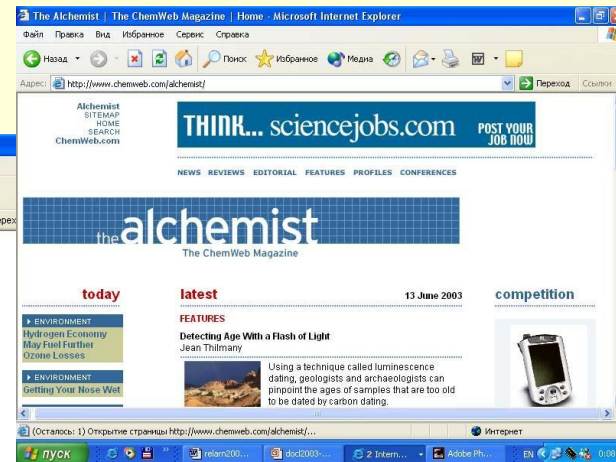 The Alchemist | The ChemWeb Magazine | Home - Microsoft Internet Explorer
Файл Правка Вид Избранное Сервис Справка
Назад Поиск Избранное Медиа
Адрес: http://www.chemweb.com/alchemist/ Переход Ссылки
Alchemist
SITEMAP
HOME
SEARCH
ChemWeb.com
THINK... sciencejobs.com POST YOUR
JOB NOW
NEWS REVIEWS EDITORIAL FEATURES PROFILES CONFERENCES
the alchemist
The ChemWeb Magazine
today
ENVIRONMENT
Hydrogen Economy
May Fuel Further
Ozone Losses
ENVIRONMENT
Getting Your Nose Wet
latest 13 June 2003
FEATURES
Detecting Age With a Flash of Light
Jean Thilmany
Using a technique called luminescence
dating, geologists and archaeologists can
pinpoint the ages of samples that are too old
to be dated by carbon dating.
competition
(Осталось: 1) Открытие страницы http://www.chemweb.com/alchemist/... Интернет
пуск relarn200... docl2003-... 2 Intern... Adobe Ph... EN